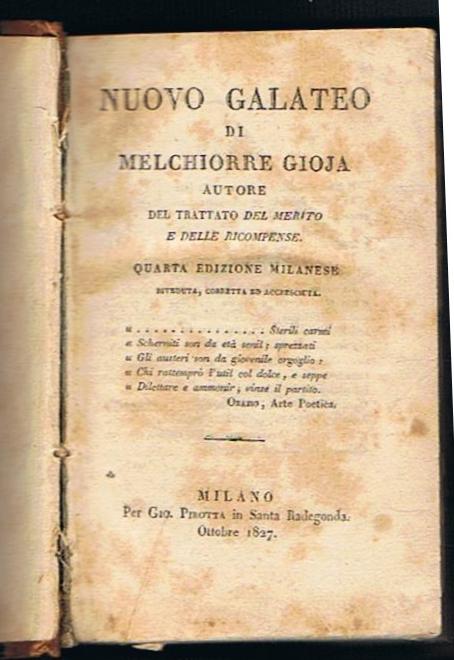 NUOVO GALATEO
DI
MELCHIORRE GIOJA
AUTORE
DEL TRATTATO DEL MERITO
E DELLE RICOMPENSE.
QUARTA EDIZIONE MILANESE
RIVEDUTA, CORRETTA ED ACCRESCIUTA.
« . . . . . . . . . . . . . . . Sterili carmi
« Scherniti son da età senil; sprezzati
« Gli austeri son da giovenile orgoglio:
« Chi rattemprò l'util col dolce, e seppe
« Dilettare e ammonir, vinse il partito.
ORAZIO, Arte Poetica.
MILANO
Per GIO. PIROTTA in Santa Radegonda.
Ottobre 1827.